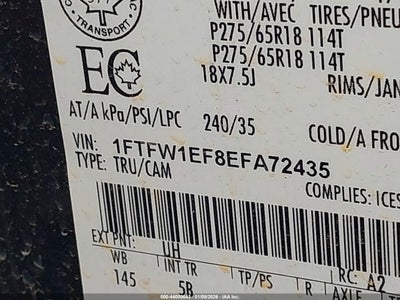 TRANSPORT
WITH/AVEC TIRES/PNEU
P275/65R18 114T
P275/65R18 114T
EC
18X7.5J RIMS/JAN
AT/A kPa/PSI/LPC 240/35 COLD/A FRO
VIN: 1FTFW1EF8EFA72435
TYPE: TRU/CAM
COMPLIES: ICES
EXT PNT: UH RC: A2
WB INT TR TP/PS R AXLE
145 5B